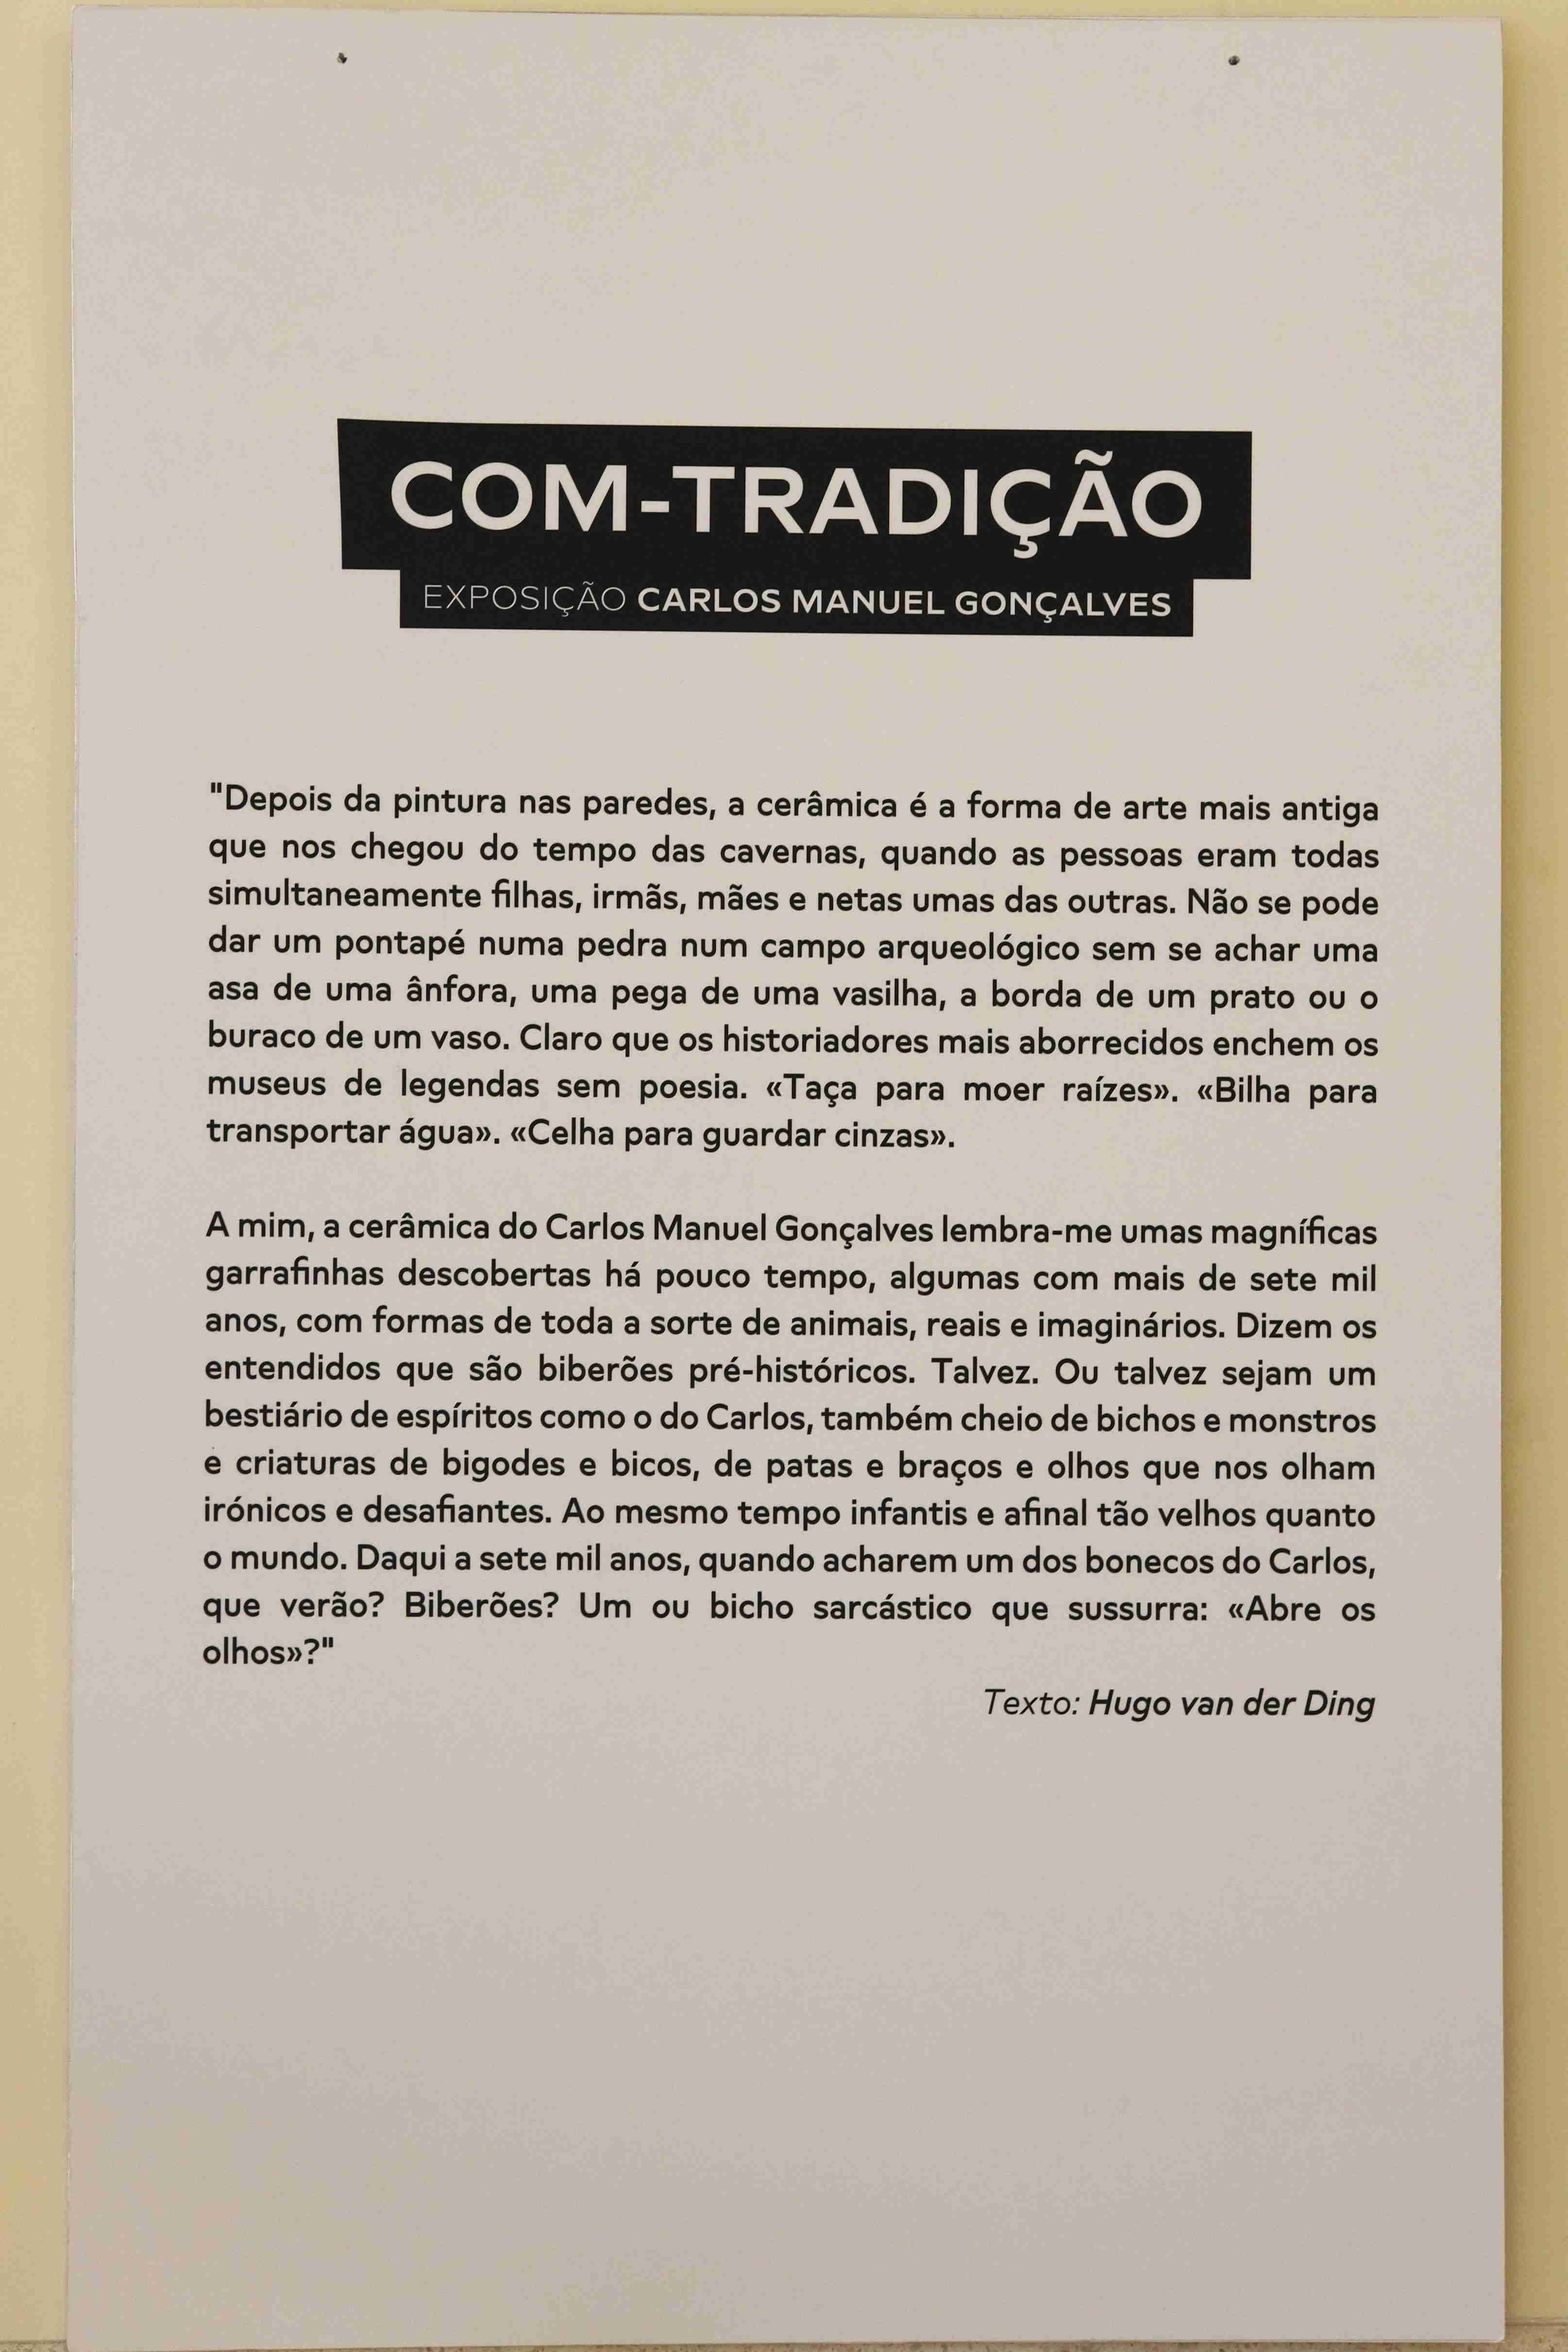 COM-TRADIÇÃO
EXPOSIÇÃO CARLOS MANUEL GONÇALVES
"Depois da pintura nas paredes, a cerâmica é a forma de arte mais antiga
que nos chegou do tempo das cavernas, quando as pessoas eram todas
simultaneamente filhas, irmãs, mães e netas umas das outras. Não se pode
dar um pontapé numa pedra num campo arqueológico sem se achar uma
asa de uma ânfora, uma pega de uma vasilha, a borda de um prato ou o
buraco de um vaso. Claro que os historiadores mais aborrecidos enchem os
museus de legendas sem poesia. «Taça para moer raízes». «Bilha para
transportar água». «Celha para guardar cinzas».
A mim, a cerâmica do Carlos Manuel Gonçalves lembra-me umas magníficas
garrafinhas descobertas há pouco tempo, algumas com mais de sete mil
anos, com formas de toda a sorte de animais, reais e imaginários. Dizem os
entendidos que são biberões pré-históricos. Talvez. Ou talvez sejam um
bestiário de espíritos como o do Carlos, também cheio de bichos e monstros
e criaturas de bigodes e bicos, de patas e braços e olhos que nos olham
irónicos e desafiantes. Ao mesmo tempo infantis e afinal tão velhos quanto
o mundo. Daqui a sete mil anos, quando acharem um dos bonecos do Carlos,
que verão? Biberões? Um ou bicho sarcástico que sussurra: «Abre os
olhos»?"
Texto: Hugo van der Ding